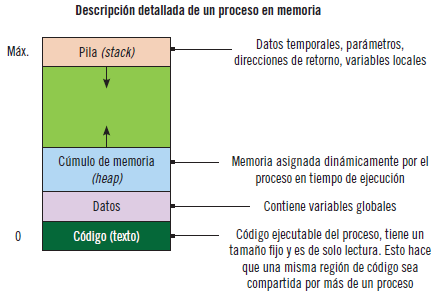 Descripción detallada de un proceso en memoria
Máx.
Pila (stack)
Datos temporales, parámetros,
direcciones de retorno, variables locales
Cúmulo de memoria
(heap)
Memoria asignada dinámicamente por el
proceso en tiempo de ejecución
Datos
Contiene variables globales
0
Código (texto)
Código ejecutable del proceso, tiene un
tamaño fijo y es de solo lectura. Esto hace
que una misma región de código sea
compartida por más de un proceso